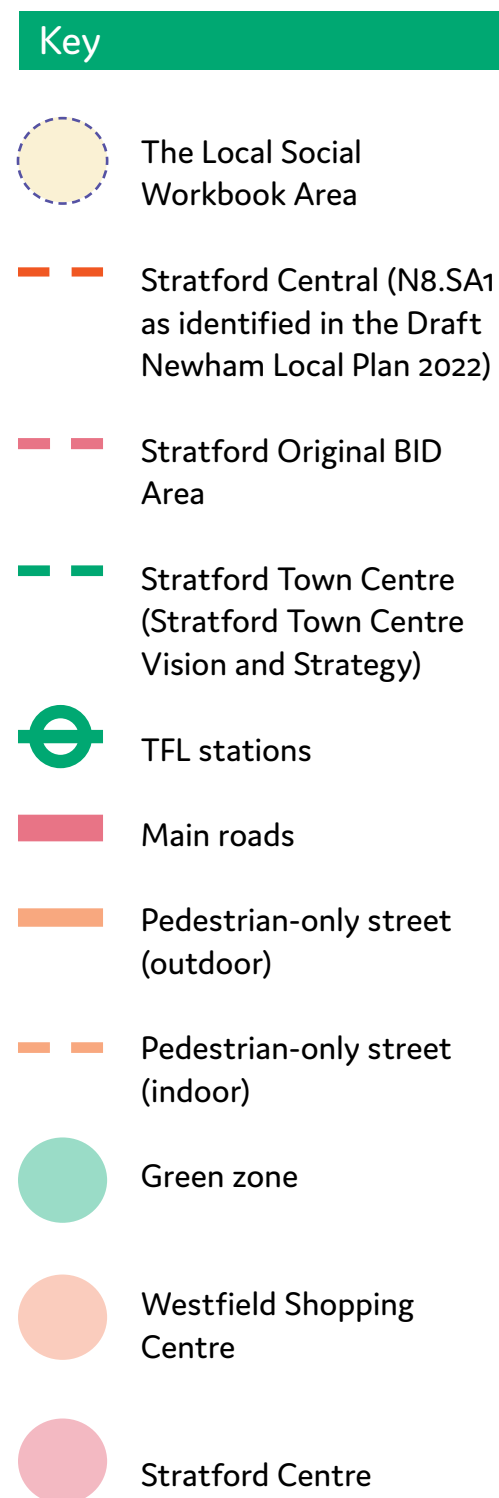 Key
The Local Social
Workbook Area
Stratford Central (N8.SA1
as identified in the Draft
Newham Local Plan 2022)
Stratford Original BID
Area
Stratford Town Centre
(Stratford Town Centre
Vision and Strategy)
TFL stations
Main roads
Pedestrian-only street
(outdoor)
Pedestrian-only street
(indoor)
Green zone
Westfield Shopping
Centre
Stratford Centre